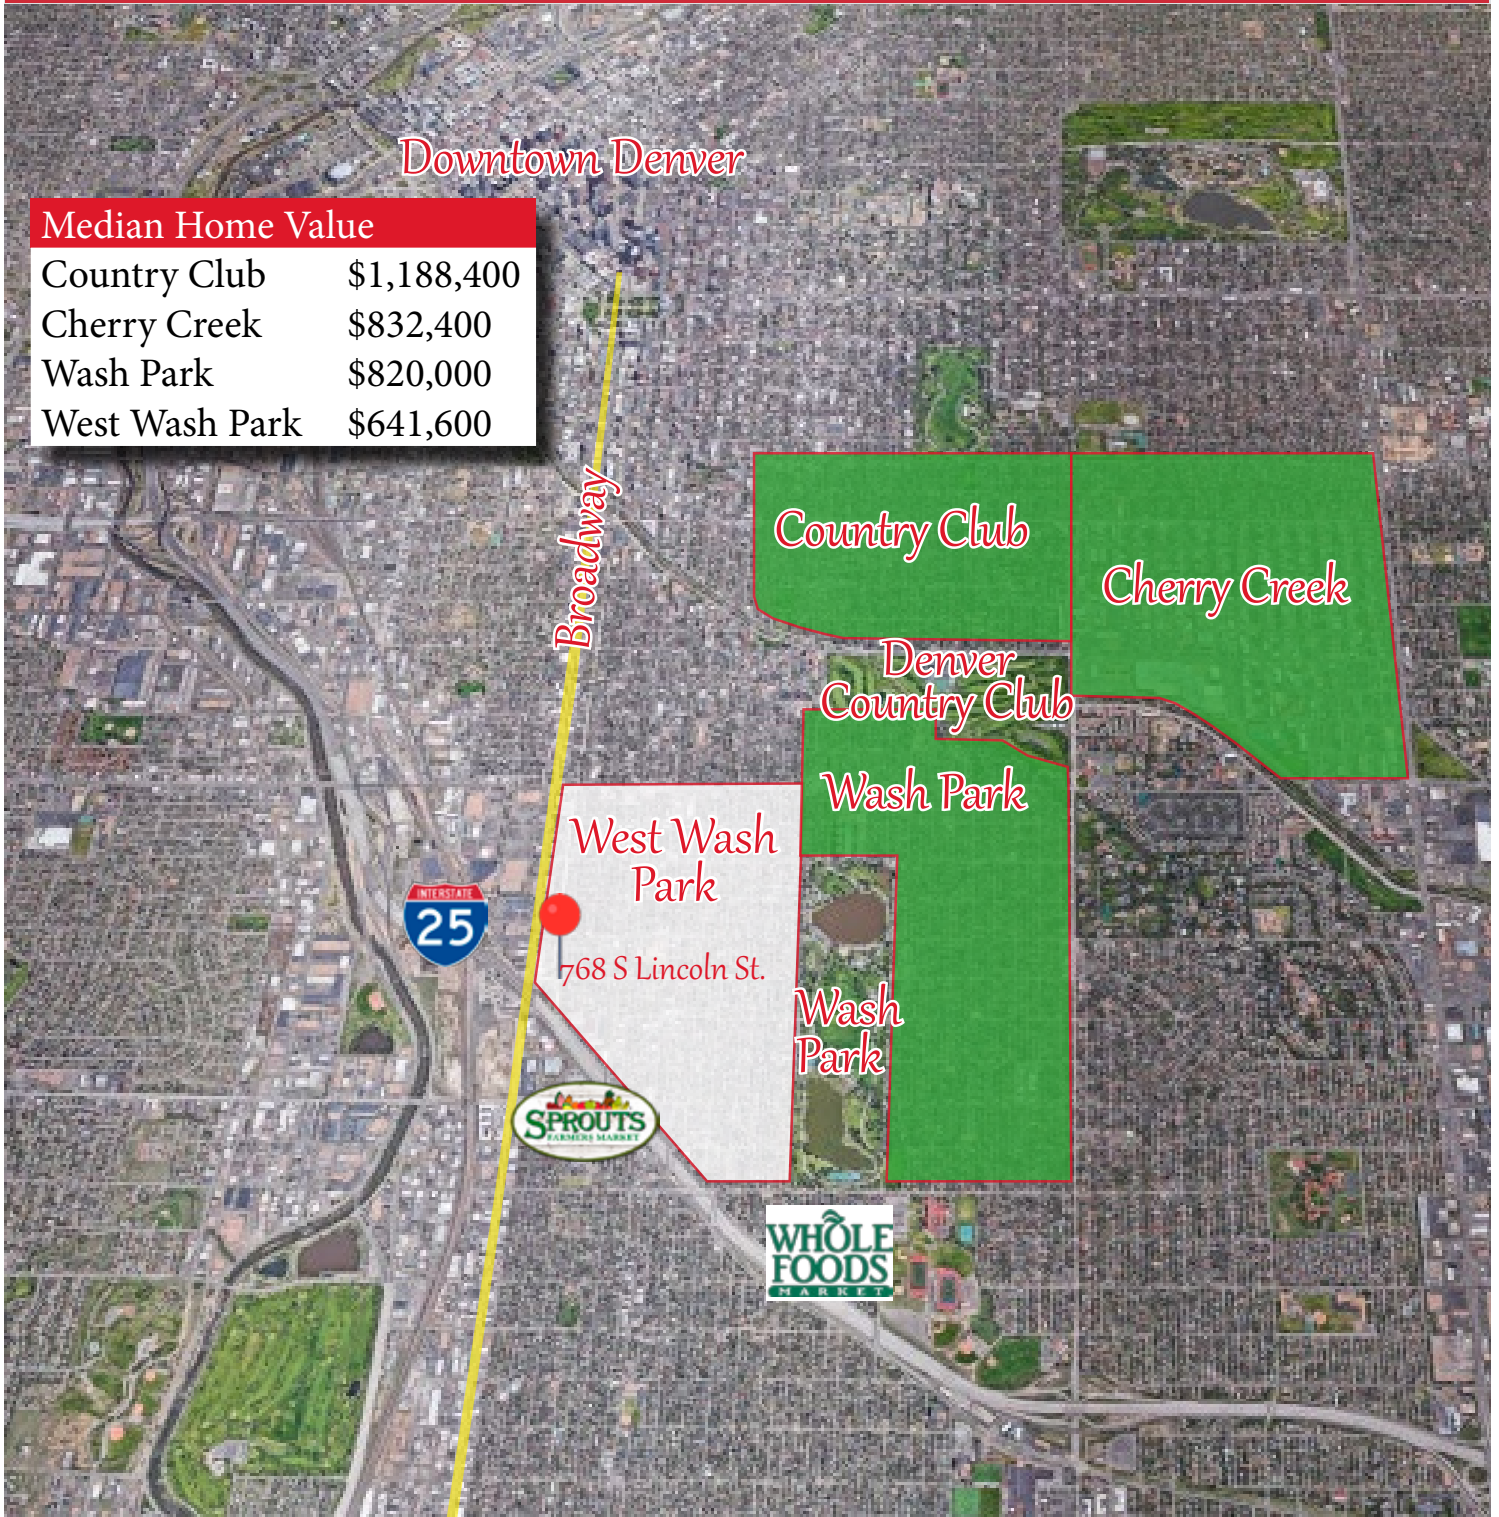 Downtown Denver
Median Home Value
Country Club $1,188,400
Cherry Creek $832,400
Wash Park $820,000
West Wash Park $641,600
Broadway
Country Club
Cherry Creek
Denver
Country Club
Wash Park
West Wash
Park
INTERSTATE
25
768 S Lincoln St.
Wash
Park
SPROUTS
FARMERS MARKET
WHOLE
FOODS
MARKET